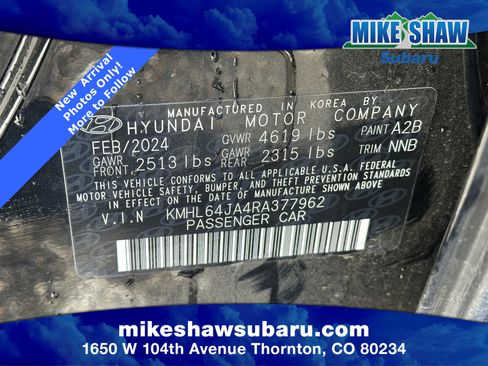 MIKE SHAW
Subaru
New Arrival
Photos Only!
MANUFACTURED IN KOREA BY
HYUNDAI MOTOR COMPANY
FEB/2024 GVWR 4619 lbs PAINT A2B
GAWR FRONT 2513 lbs GAWR REAR 2315 lbs TRIM NNB
THIS VEHICLE CONFORMS TO ALL APPLICABLE U.S.A. FEDERAL
MOTOR VEHICLE SAFETY, BUMPER, AND THEFT PREVENTION STANDARDS
IN EFFECT ON THE DATE OF MANUFACTURE SHOWN ABOVE.
V.I.N KMHL64JA4RA377962
PASSENGER CAR
mikeshawsubaru.com
1650 W 104th Avenue Thornton, CO 80234